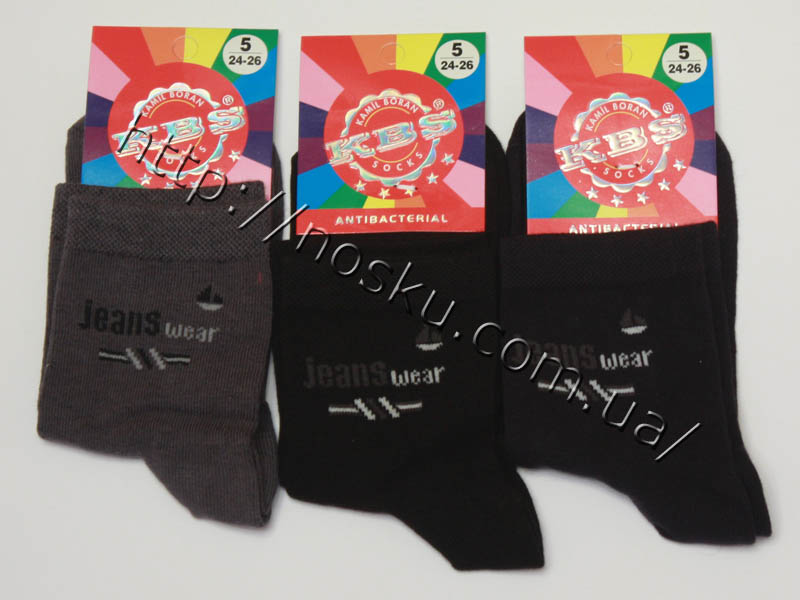 5
24-26
KAMIL BORAN
KBS®
SOCKS
5
24-26
KAMIL BORAN
KBS®
SOCKS
ANTIBACTERIAL
5
24-26
KAMIL BORAN
KBS®
SOCKS
ANTIBACTERIAL
jeans wear
jeans wear
jeans wear
http://nosku.com.ua/